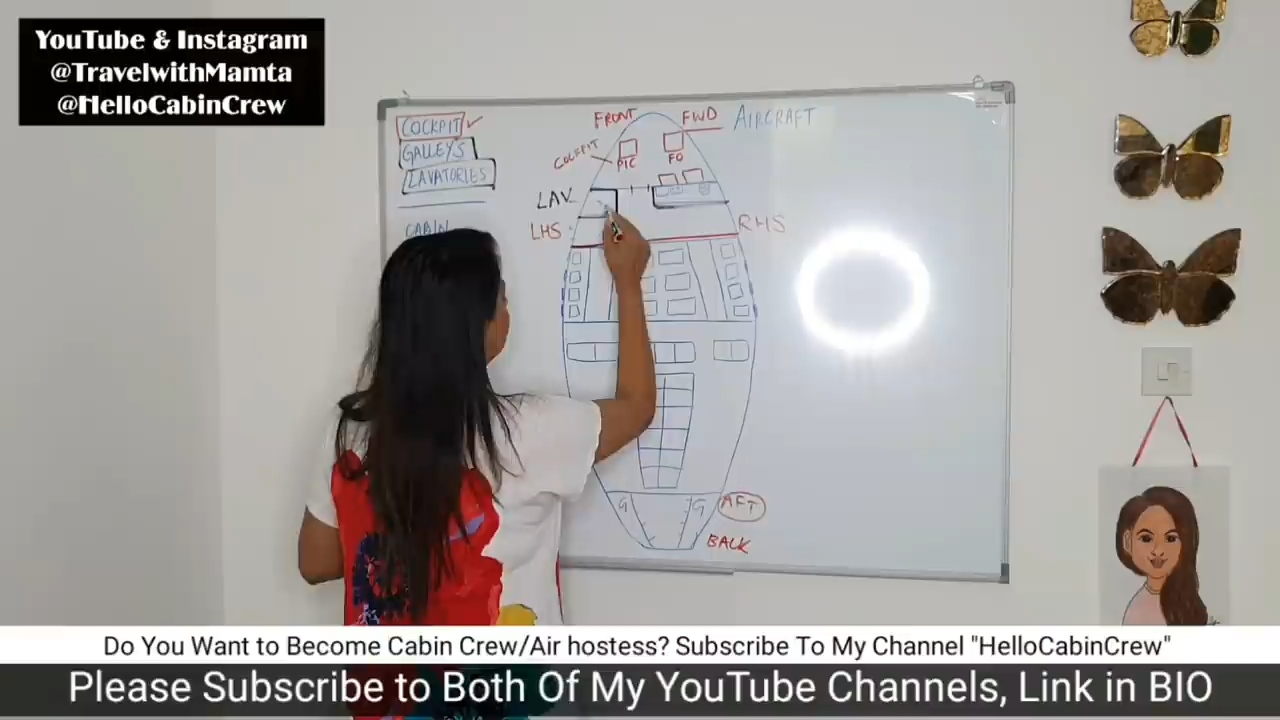 YouTube & Instagram
@TravelwithMamta
@HelloCabinCrew
FRONT FWD AIRCRAFT
COCKPIT
GALLEYS
LAVATORIES
CABIN
COCKPIT
PIC FO
LAV
LHS RHS
G G AFT
BACK
Do You Want to Become Cabin Crew/Air hostess? Subscribe To My Channel "HelloCabinCrew"
Please Subscribe to Both Of My YouTube Channels, Link in BIO